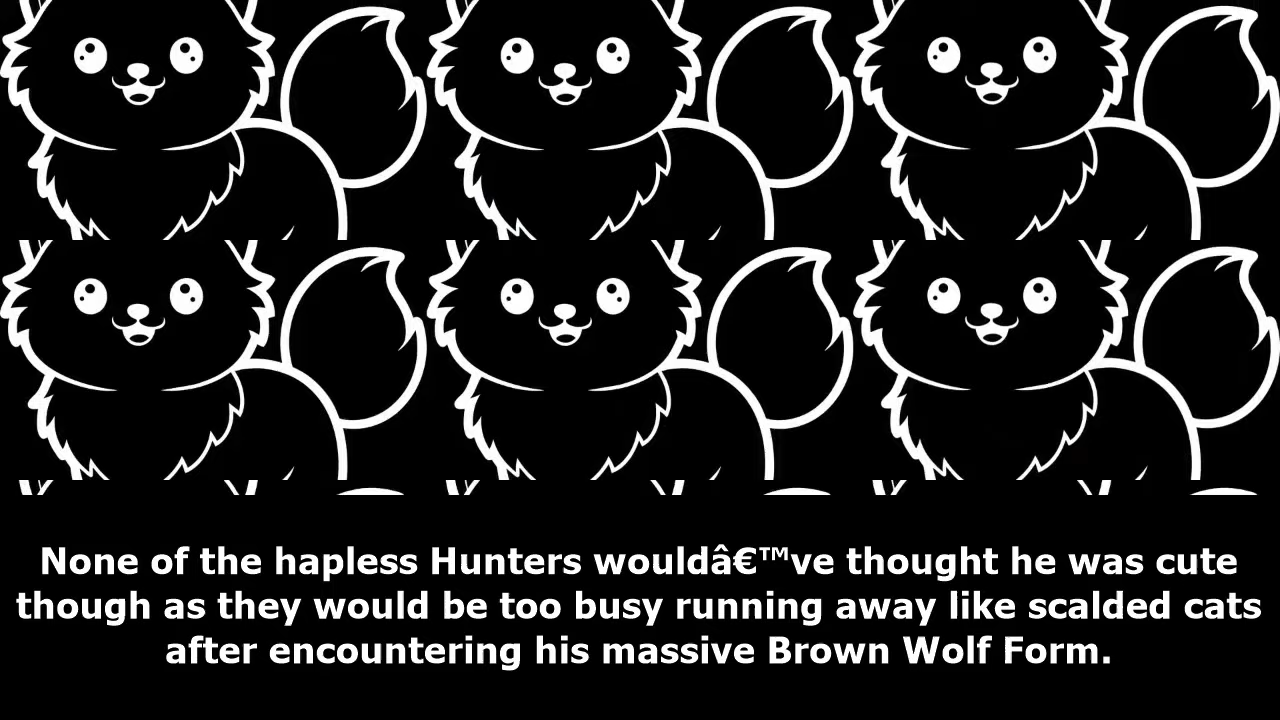 None of the hapless Hunters wouldâ€™ve thought he was cute
though as they would be too busy running away like scalded cats
after encountering his massive Brown Wolf Form.